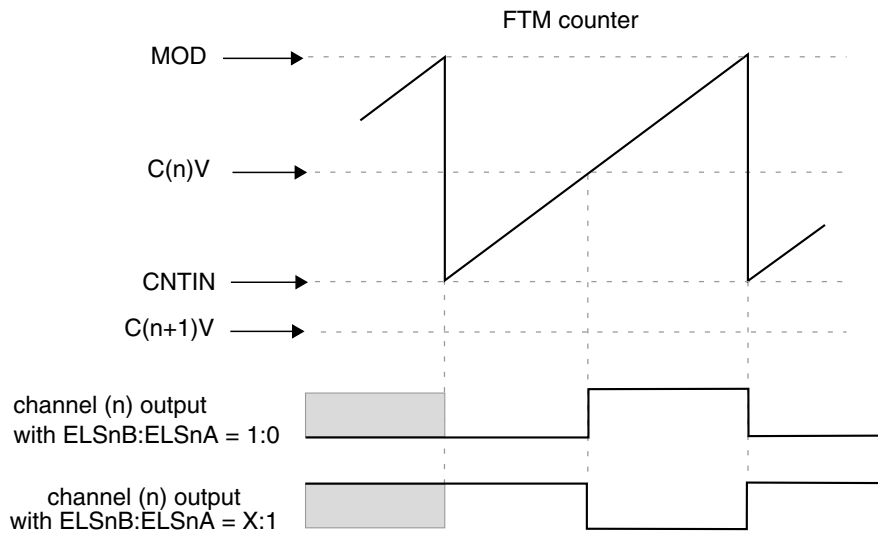 FTM counter
MOD
C(n)V
CNTIN
C(n+1)V
channel (n) output
with ELSnB:ELSnA = 1:0
channel (n) output
with ELSnB:ELSnA = X:1